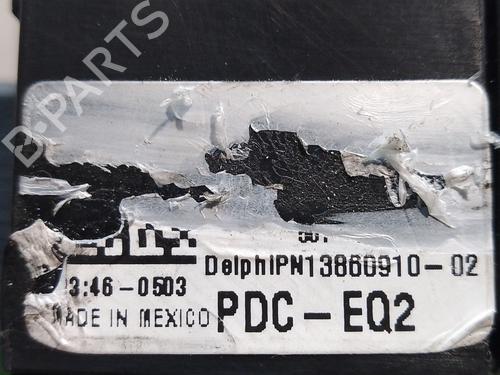 B-PARTS
DelphiPN13860910-02
3:46-0503
PDC-EQ2
MADE IN MEXICO